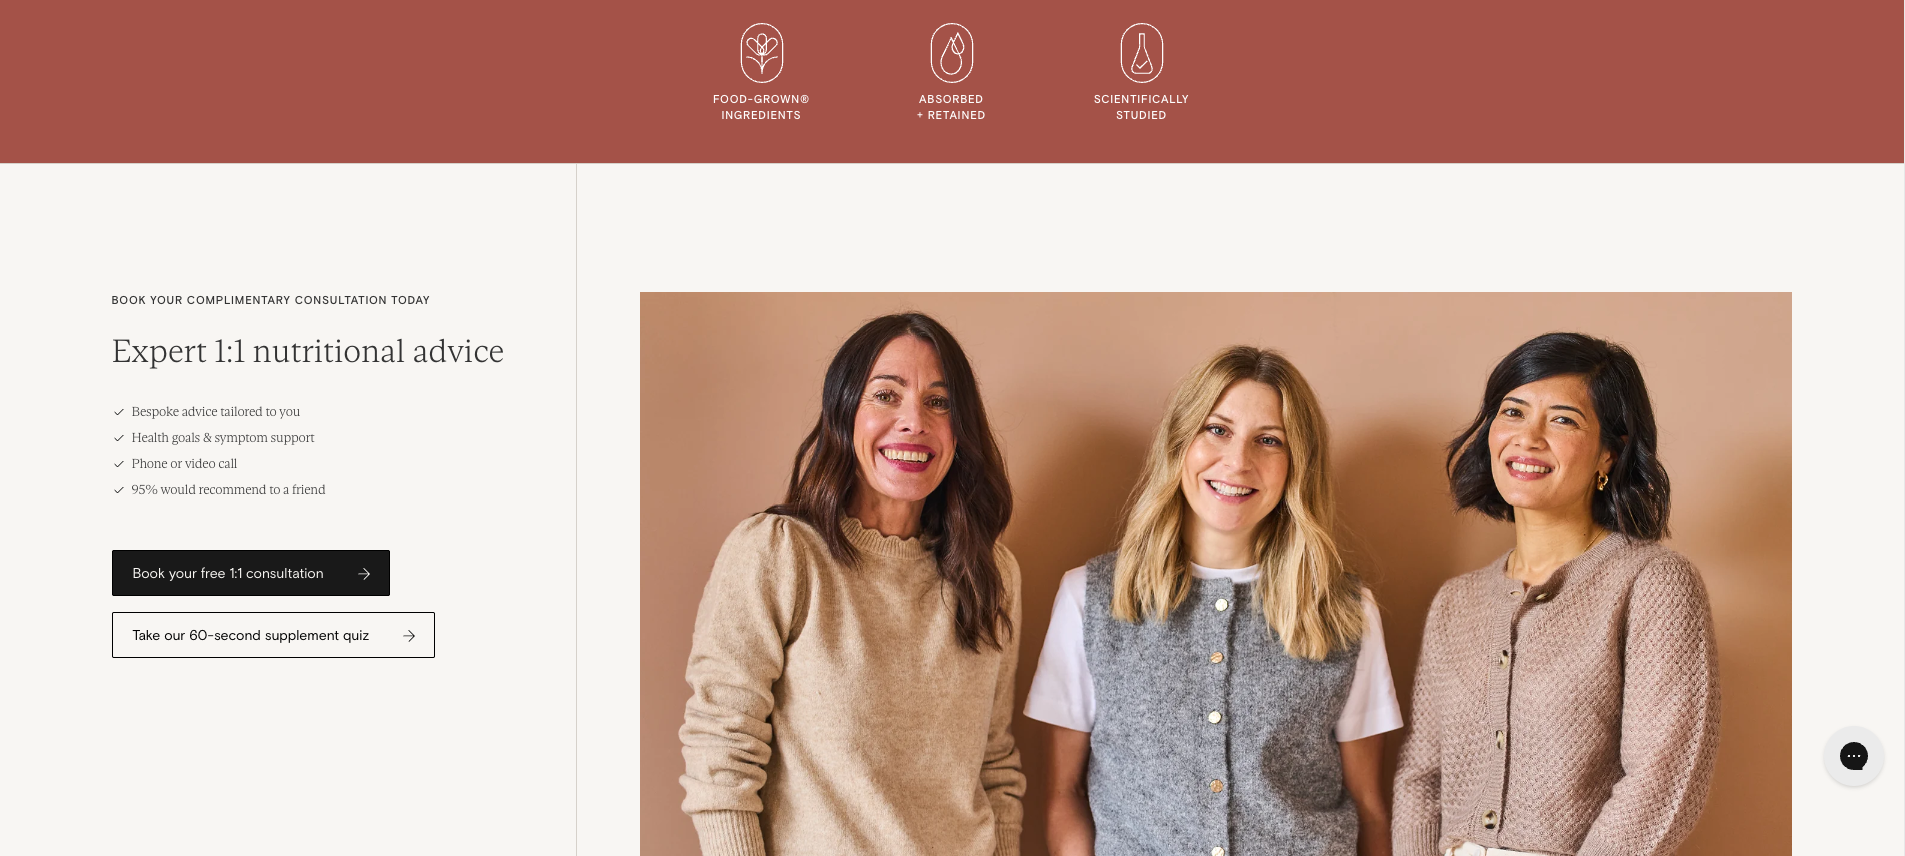 FOOD-GROWN®
INGREDIENTS
ABSORBED
+ RETAINED
SCIENTIFICALLY
STUDIED
BOOK YOUR COMPLIMENTARY CONSULTATION TODAY
Expert 1:1 nutritional advice
Bespoke advice tailored to you
Health goals & symptom support
Phone or video call
95% would recommend to a friend
Book your free 1:1 consultation
Take our 60-second supplement quiz